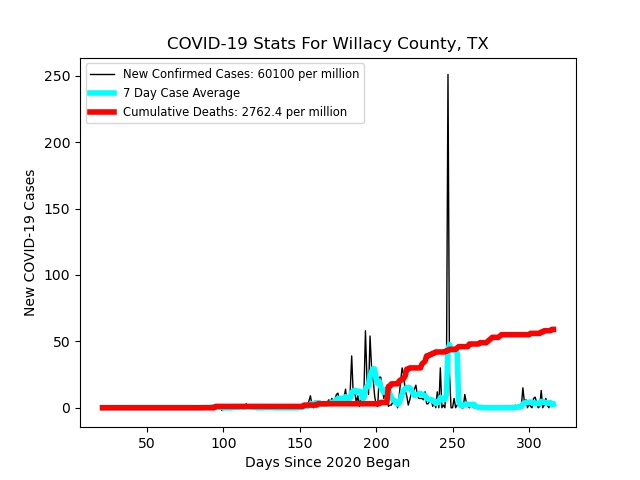 COVID-19 Stats For Willacy County, TX
New Confirmed Cases: 60100 per million
7 Day Case Average
Cumulative Deaths: 2762.4 per million
New COVID-19 Cases
250
200
150
100
50
0
50 100 150 200 250 300
Days Since 2020 Began